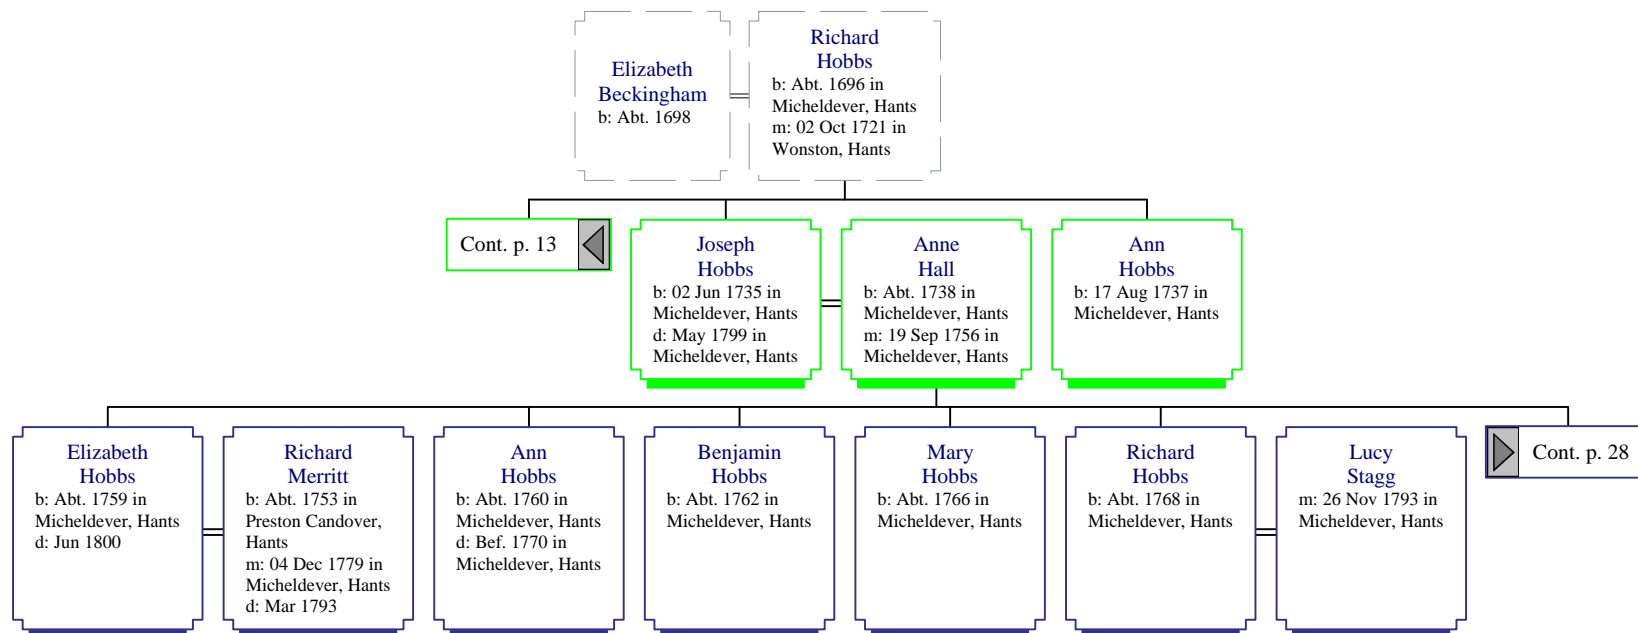 Elizabeth
Beckingham
b: Abt. 1698
Richard
Hobbs
b: Abt. 1696 in
Micheldever, Hants
m: 02 Oct 1721 in
Wonston, Hants
Cont. p. 13
Joseph
Hobbs
b: 02 Jun 1735 in
Micheldever, Hants
d: May 1799 in
Micheldever, Hants
Anne
Hall
b: Abt. 1738 in
Micheldever, Hants
m: 19 Sep 1756 in
Micheldever, Hants
Ann
Hobbs
b: 17 Aug 1737 in
Micheldever, Hants
Elizabeth
Hobbs
b: Abt. 1759 in
Micheldever, Hants
d: Jun 1800
Richard
Merritt
b: Abt. 1753 in
Preston Candover,
Hants
m: 04 Dec 1779 in
Micheldever, Hants
d: Mar 1793
Ann
Hobbs
b: Abt. 1760 in
Micheldever, Hants
d: Bef. 1770 in
Micheldever, Hants
Benjamin
Hobbs
b: Abt. 1762 in
Micheldever, Hants
Mary
Hobbs
b: Abt. 1766 in
Micheldever, Hants
Richard
Hobbs
b: Abt. 1768 in
Micheldever, Hants
Lucy
Stagg
m: 26 Nov 1793 in
Micheldever, Hants
Cont. p. 28